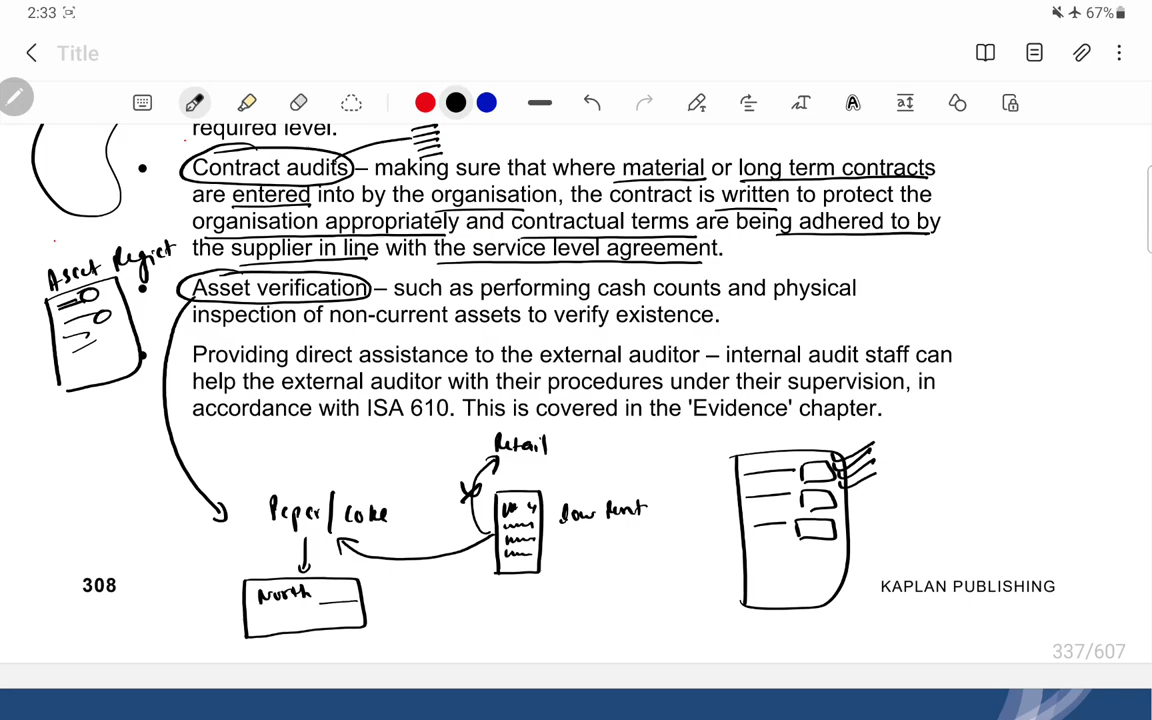 2:33
67%
Title
required level.
• Contract audits – making sure that where material or long term contracts
are entered into by the organisation, the contract is written to protect the
organisation appropriately and contractual terms are being adhered to by
the supplier in line with the service level agreement.
Asset Regist
• Asset verification – such as performing cash counts and physical
inspection of non-current assets to verify existence.
• Providing direct assistance to the external auditor – internal audit staff can
help the external auditor with their procedures under their supervision, in
accordance with ISA 610. This is covered in the 'Evidence' chapter.
Retail
Pepsi/Coke
low Rent
North
308
KAPLAN PUBLISHING
337/607